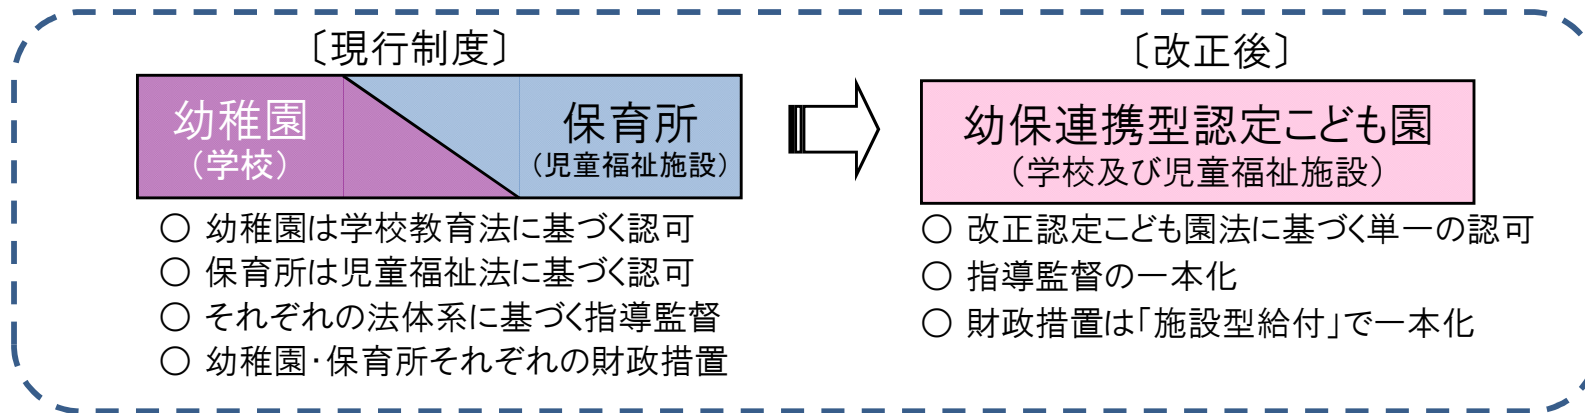 〔現行制度〕
幼稚園
（学校）
保育所
（児童福祉施設）
○ 幼稚園は学校教育法に基づく認可
○ 保育所は児童福祉法に基づく認可
○ それぞれの法体系に基づく指導監督
○ 幼稚園・保育所それぞれの財政措置
〔改正後〕
幼保連携型認定こども園
（学校及び児童福祉施設）
○ 改正認定こども園法に基づく単一の認可
○ 指導監督の一本化
○ 財政措置は「施設型給付」で一本化